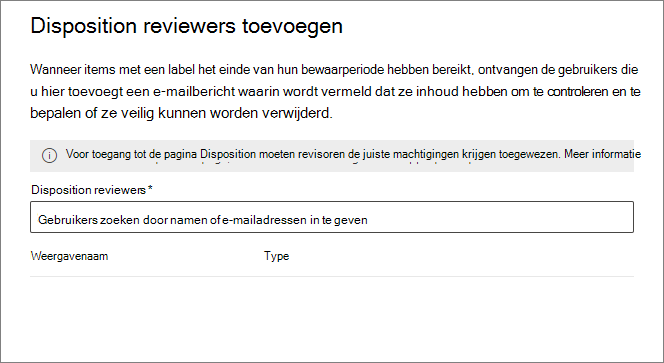 Disposition reviewers toevoegen
Wanneer items met een label het einde van hun bewaarperiode hebben bereikt, ontvangen de gebruikers die
u hier toevoegt een e-mailbericht waarin wordt vermeld dat ze inhoud hebben om te controleren en te
bepalen of ze veilig kunnen worden verwijderd.
Voor toegang tot de pagina Disposition moeten revisoren de juiste machtigingen krijgen toegewezen. Meer informatie
Disposition reviewers *
Gebruikers zoeken door namen of e-mailadressen in te geven
Weergavenaam Type